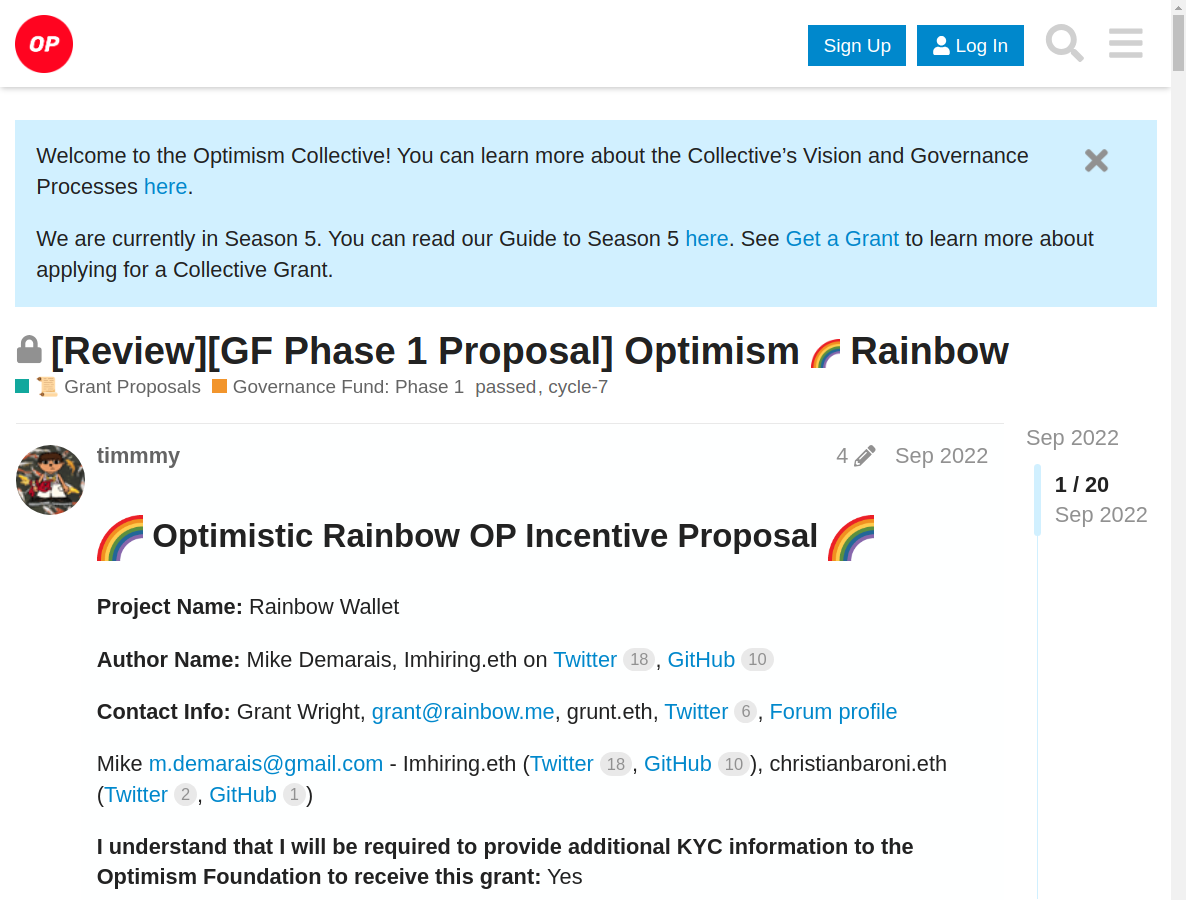 OP
Sign Up
Log In
Welcome to the Optimism Collective! You can learn more about the Collective’s Vision and Governance
Processes here.
We are currently in Season 5. You can read our Guide to Season 5 here. See Get a Grant to learn more about
applying for a Collective Grant.
[Review][GF Phase 1 Proposal] Optimism 🌈 Rainbow
📜 Grant Proposals Governance Fund: Phase 1 passed, cycle-7
timmmy 4 Sep 2022
Sep 2022
1 / 20
Sep 2022
🌈 Optimistic Rainbow OP Incentive Proposal 🌈
Project Name: Rainbow Wallet
Author Name: Mike Demarais, Imhiring.eth on Twitter 18, GitHub 10
Contact Info: Grant Wright, grant@rainbow.me, grunt.eth, Twitter 6, Forum profile
Mike m.demarais@gmail.com - Imhiring.eth (Twitter 18, GitHub 10), christianbaroni.eth
(Twitter 2, GitHub 1)
I understand that I will be required to provide additional KYC information to the
Optimism Foundation to receive this grant: Yes